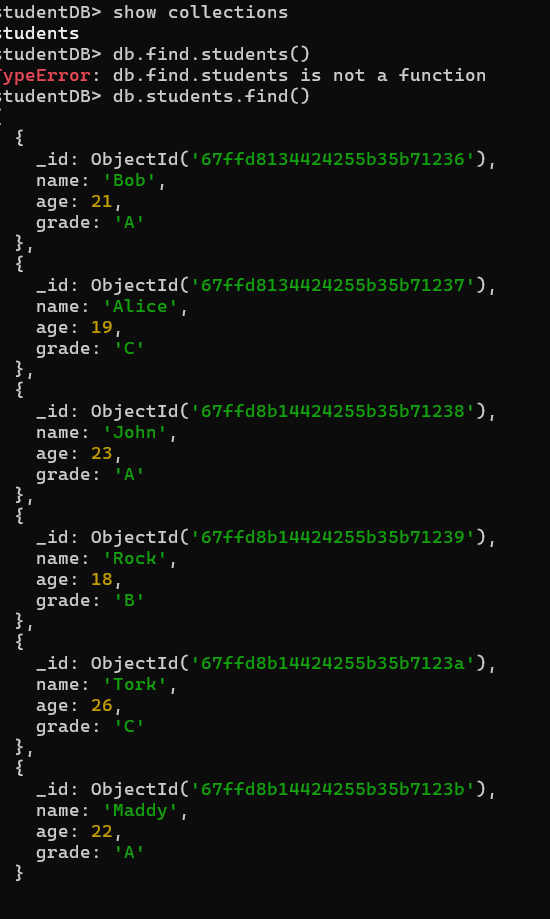 studentDB> show collections
students
studentDB> db.find.students()
TypeError: db.find.students is not a function
studentDB> db.students.find()
[
  {
    _id: ObjectId('67ffd8134424255b35b71236'),
    name: 'Bob',
    age: 21,
    grade: 'A'
  },
  {
    _id: ObjectId('67ffd8134424255b35b71237'),
    name: 'Alice',
    age: 19,
    grade: 'C'
  },
  {
    _id: ObjectId('67ffd8b14424255b35b71238'),
    name: 'John',
    age: 23,
    grade: 'A'
  },
  {
    _id: ObjectId('67ffd8b14424255b35b71239'),
    name: 'Rock',
    age: 18,
    grade: 'B'
  },
  {
    _id: ObjectId('67ffd8b14424255b35b7123a'),
    name: 'Tork',
    age: 26,
    grade: 'C'
  },
  {
    _id: ObjectId('67ffd8b14424255b35b7123b'),
    name: 'Maddy',
    age: 22,
    grade: 'A'
  }